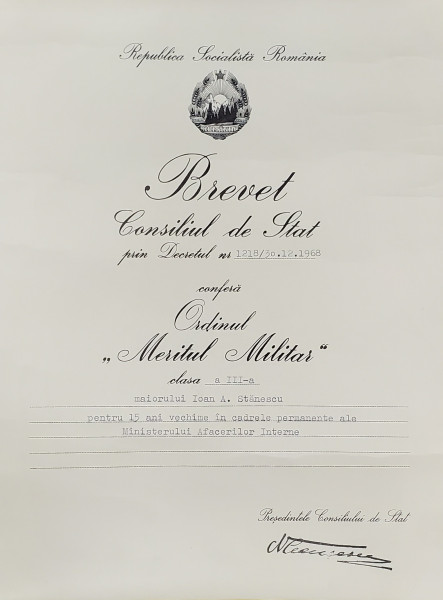 Republica Socialistă România
Brevet
Consiliul de Stat
prin Decretul nr 1218/30.12.1968
conferă
Ordinul
„Meritul Militar“
clasa a III-a
maiorului Ioan A. Stănescu
pentru 15 ani vechime în cadrele permanente ale
Ministerului Afacerilor Interne
Președintele Consiliului de Stat